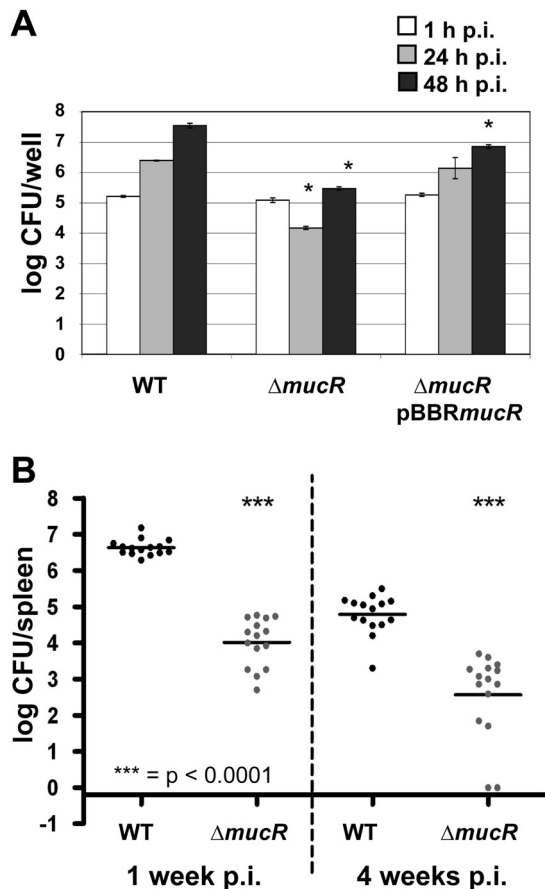 A
1 h p.i.
24 h p.i.
48 h p.i.
log CFU/well
8
7
6
5
4
3
2
1
0
*
*
*
WT
ΔmucR
ΔmucR
pBBRmucR
B
log CFU/spleen
8
7
6
5
4
3
2
1
0
-1
***
***
*** = p < 0.0001
WT
ΔmucR
WT
ΔmucR
1 week p.i.
4 weeks p.i.